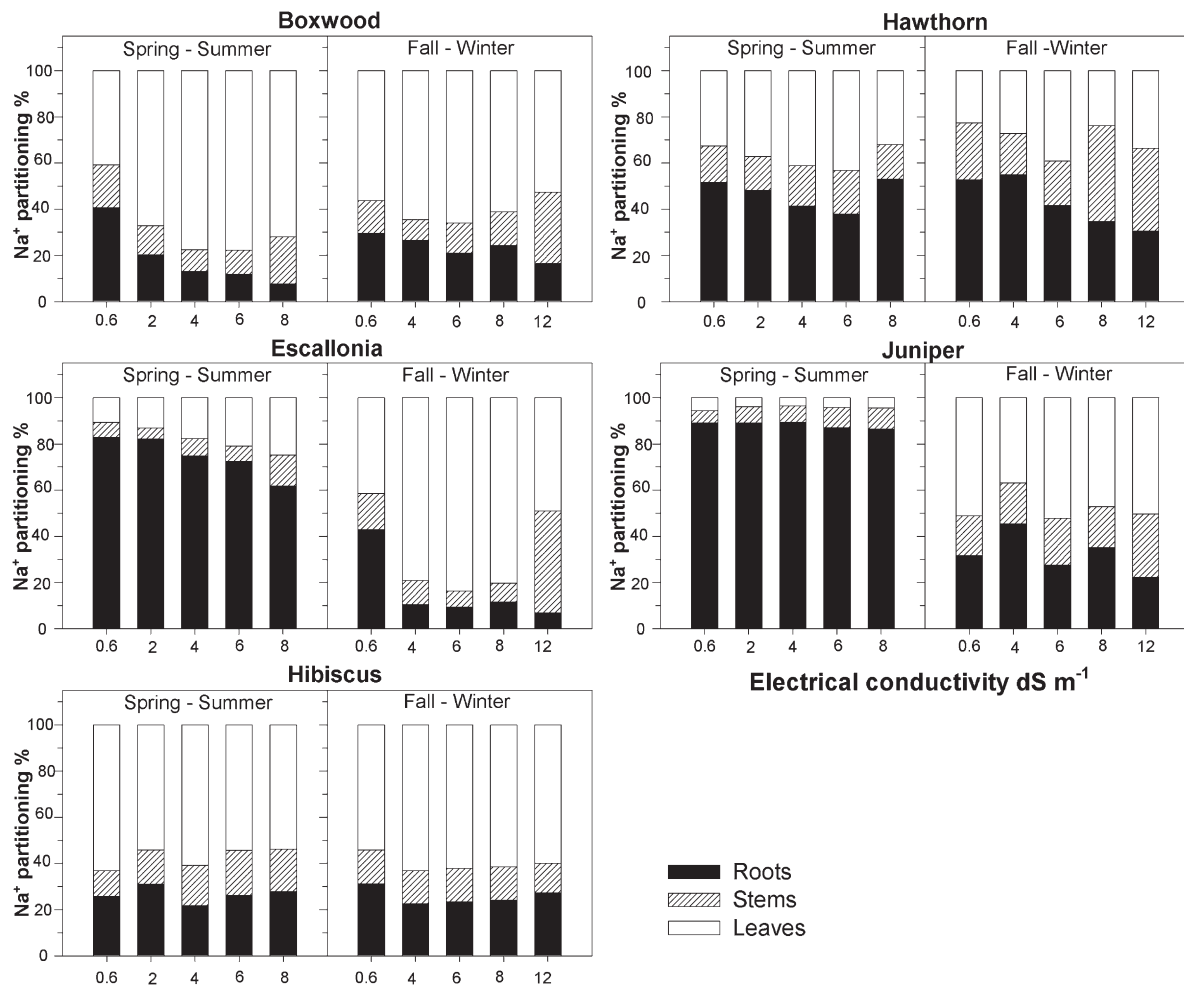 Boxwood
Spring - Summer
Fall - Winter
Na⁺ partitioning %
100
80
60
40
20
0
0.6 2 4 6 8
0.6 4 6 8 12
Hawthorn
Spring - Summer
Fall -Winter
Na⁺ partitioning %
100
80
60
40
20
0
0.6 2 4 6 8
0.6 4 6 8 12
Escallonia
Spring - Summer
Fall - Winter
Na⁺ partitioning %
100
80
60
40
20
0
0.6 2 4 6 8
0.6 4 6 8 12
Juniper
Spring - Summer
Fall - Winter
Na⁺ partitioning %
100
80
60
40
20
0
0.6 2 4 6 8
0.6 4 6 8 12
Electrical conductivity dS m⁻¹
Hibiscus
Spring - Summer
Fall - Winter
Na⁺ partitioning %
100
80
60
40
20
0
0.6 2 4 6 8
0.6 4 6 8 12
Roots
Stems
Leaves